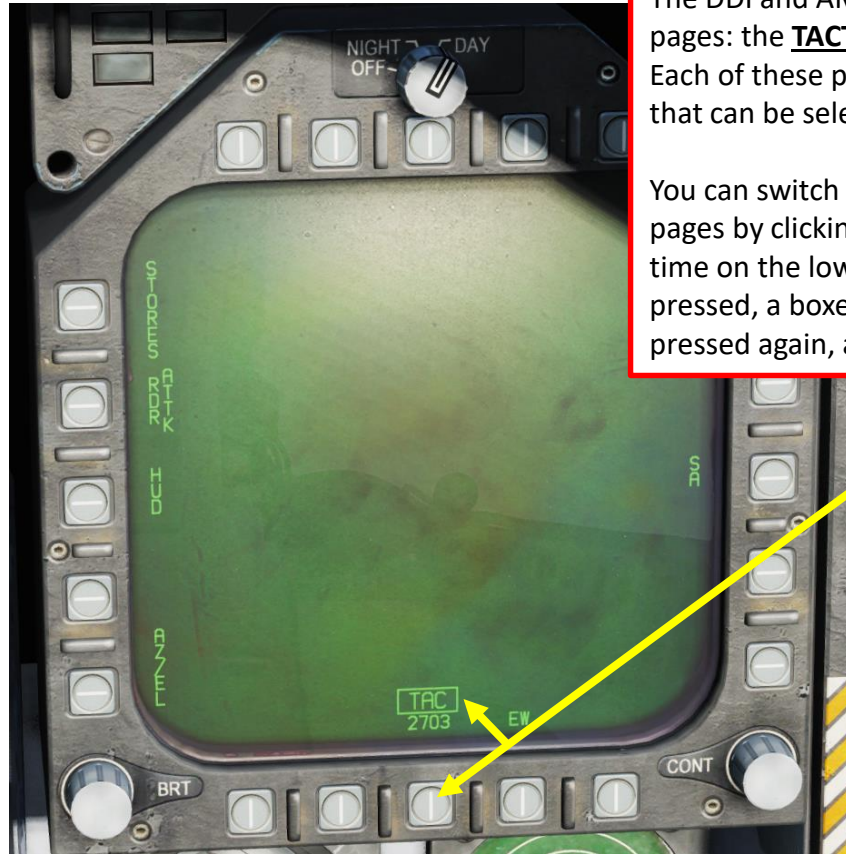 The DDI and
pages: the TACT
Each of these p
that can be sele
You can switch
pages by clickin
time on the low
pressed, a boxe
pressed again, a
NIGHT DAY
OFF
STORES
ATTK
RDR
HUD
SA
AZ/EL
TAC
2703 EW
BRT
CONT